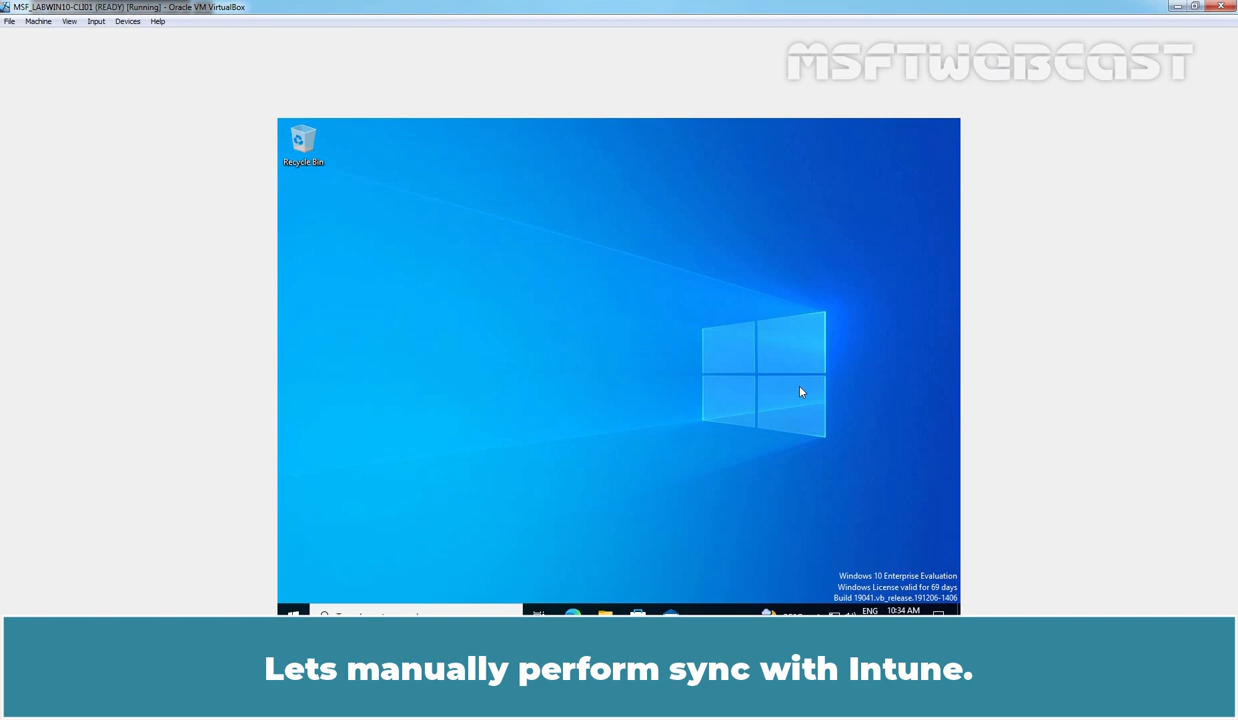 MSF_LABWIN10-CLI01 (READY) [Running] - Oracle VM VirtualBox
File Machine View Input Devices Help
MSFTWEBCAST
Recycle Bin
Windows 10 Enterprise Evaluation
Windows License valid for 69 days
Build 19041.vb_release.191206-1406
ENG 10:34 AM
Lets manually perform sync with Intune.